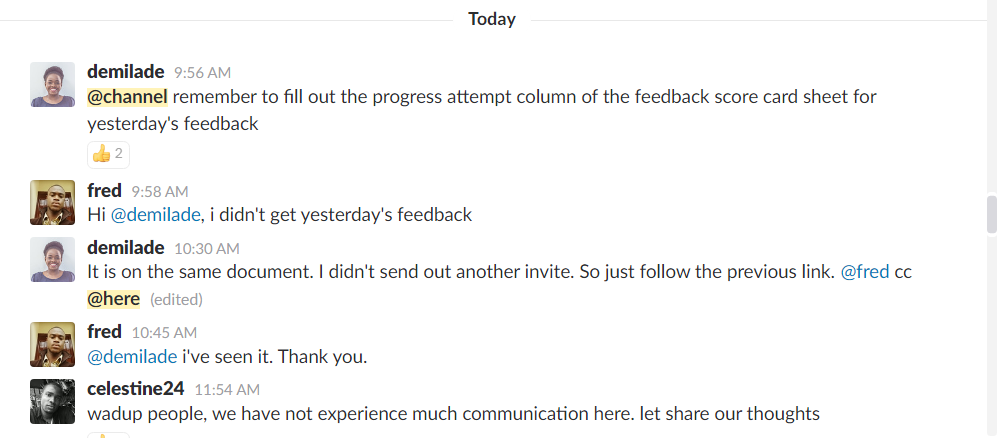 Today
demilade 9:56 AM
@channel remember to fill out the progress attempt column of the feedback score card sheet for
yesterday's feedback
2
fred 9:58 AM
Hi @demilade, i didn't get yesterday's feedback
demilade 10:30 AM
It is on the same document. I didn't send out another invite. So just follow the previous link. @fred cc
@here (edited)
fred 10:45 AM
@demilade i've seen it. Thank you.
celestine24 11:54 AM
wadup people, we have not experience much communication here. let share our thoughts